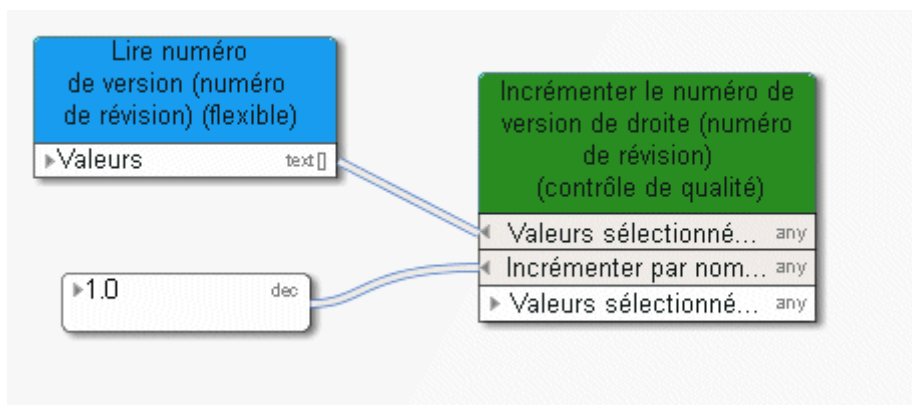 Lire numéro
de version (numéro
de révision) (flexible)
▸Valeurs text[]
Incrémenter le numéro de
version de droite (numéro
de révision)
(contrôle de qualité)
Valeurs sélectionné... any
Incrémenter par nom... any
Valeurs sélectionné... any
1.0 dec